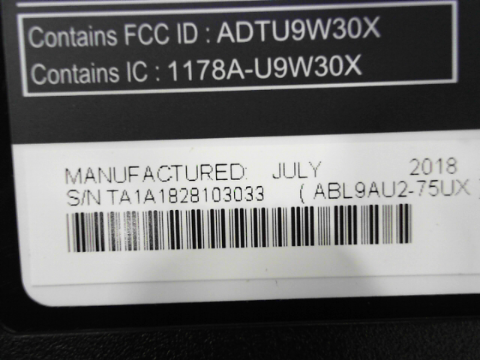 Contains FCC ID : ADTU9W30X
Contains IC : 1178A-U9W30X
MANUFACTURED: JULY 2018
S/N TA1A1828103033 ( ABL9AU2-75UX )